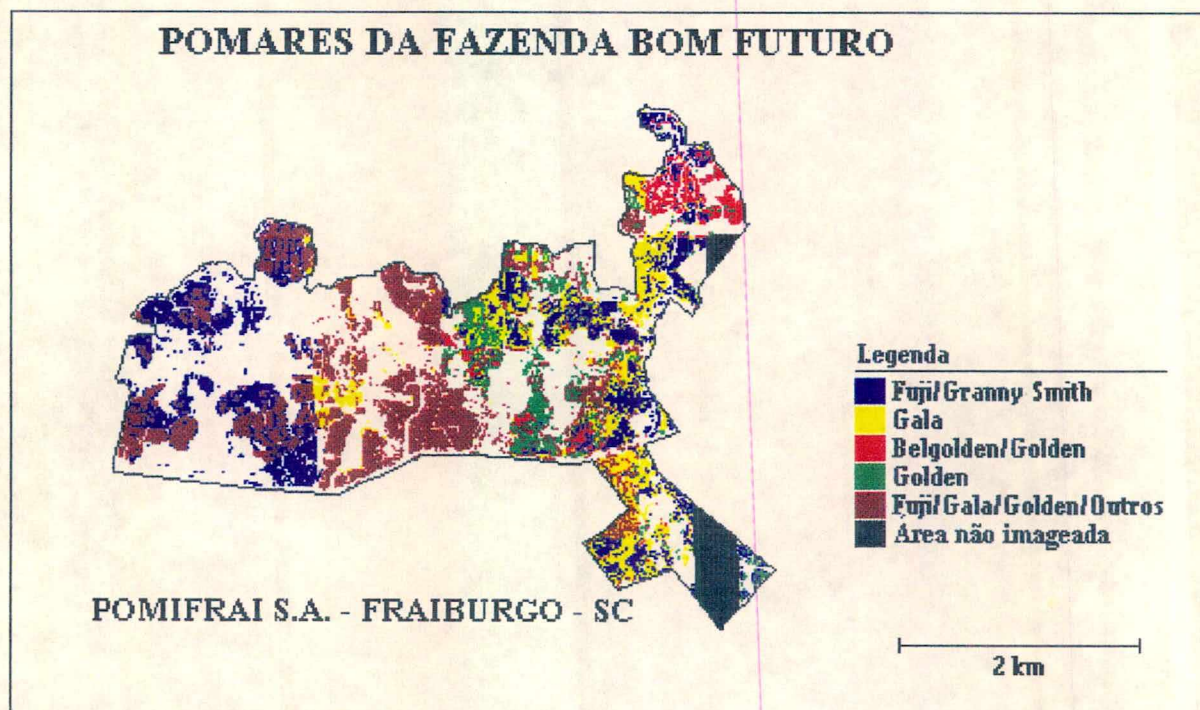 POMARES DA FAZENDA BOM FUTURO
Legenda
Fuji/Granny Smith
Gala
Belgolden/Golden
Golden
Fuji/Gala/Golden/Outros
Área não imageada
POMIFRAI S.A. - FRAIBURGO - SC
2 km